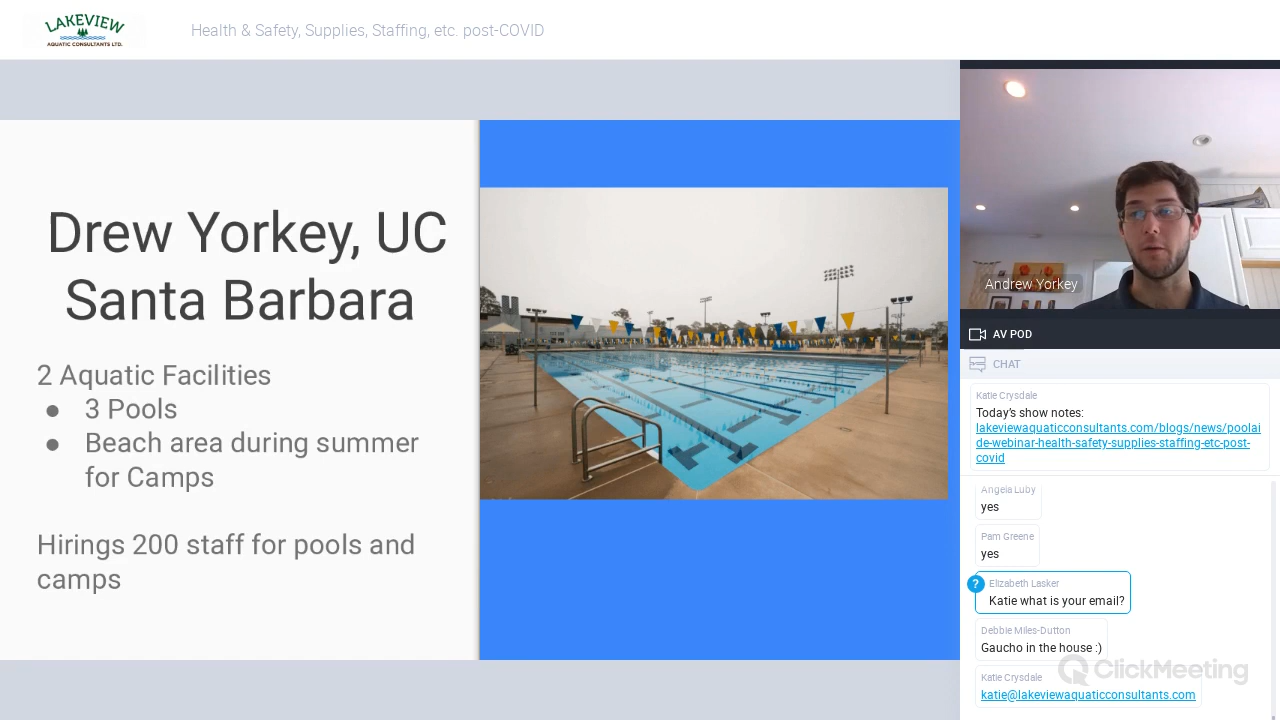 LAKEVIEW
AQUATIC CONSULTANTS LTD.
Health & Safety, Supplies, Staffing, etc. post-COVID
Drew Yorkey, UC
Santa Barbara
2 Aquatic Facilities
● 3 Pools
● Beach area during summer
for Camps
Hirings 200 staff for pools and
camps
Andrew Yorkey
AV POD
CHAT
Katie Crysdale
Today's show notes:
lakeviewaquaticconsultants.com/blogs/news/poolai
de-webinar-health-safety-supplies-staffing-etc-post-
covid
Angela Luby
yes
Pam Greene
yes
?
Elizabeth Lasker
Katie what is your email?
Debbie Miles-Dutton
Gaucho in the house :)
Katie Crysdale
katie@lakeviewaquaticconsultants.com
ClickMeeting